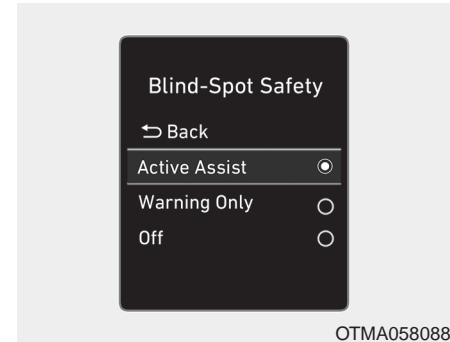 Blind-Spot Safety
⮌ Back
Active Assist
Warning Only
Off
OTMA058088